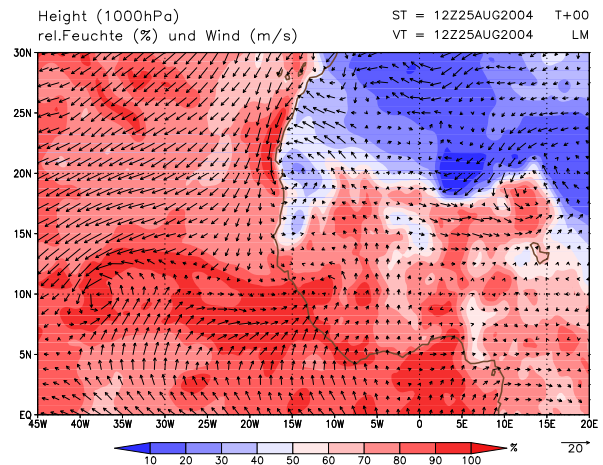 Height (1000hPa) ST = 12Z25AUG2004 T+00
rel.Feuchte (%) und Wind (m/s) VT = 12Z25AUG2004 LM
30N
25N
20N
15N
10N
5N
EQ
45W 40W 35W 30W 25W 20W 15W 10W 5W 0 5E 10E 15E 20E
10 20 30 40 50 60 70 80 90 100 % 20